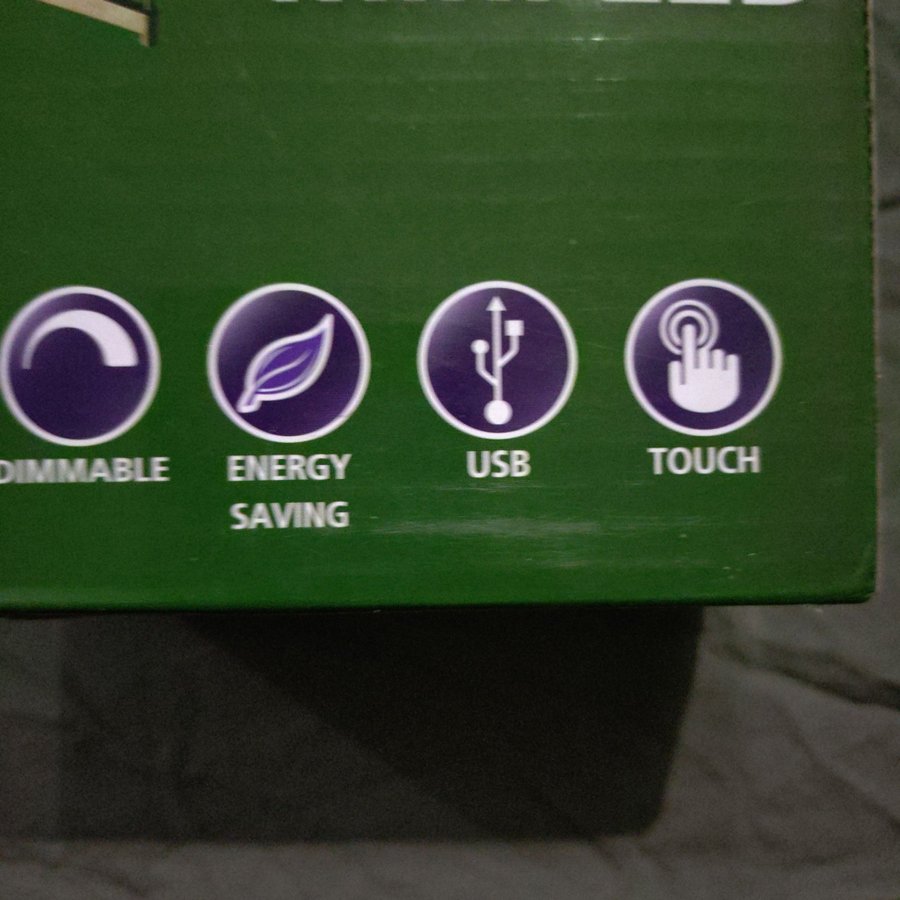 DIMMABLE
ENERGY
SAVING
USB
TOUCH